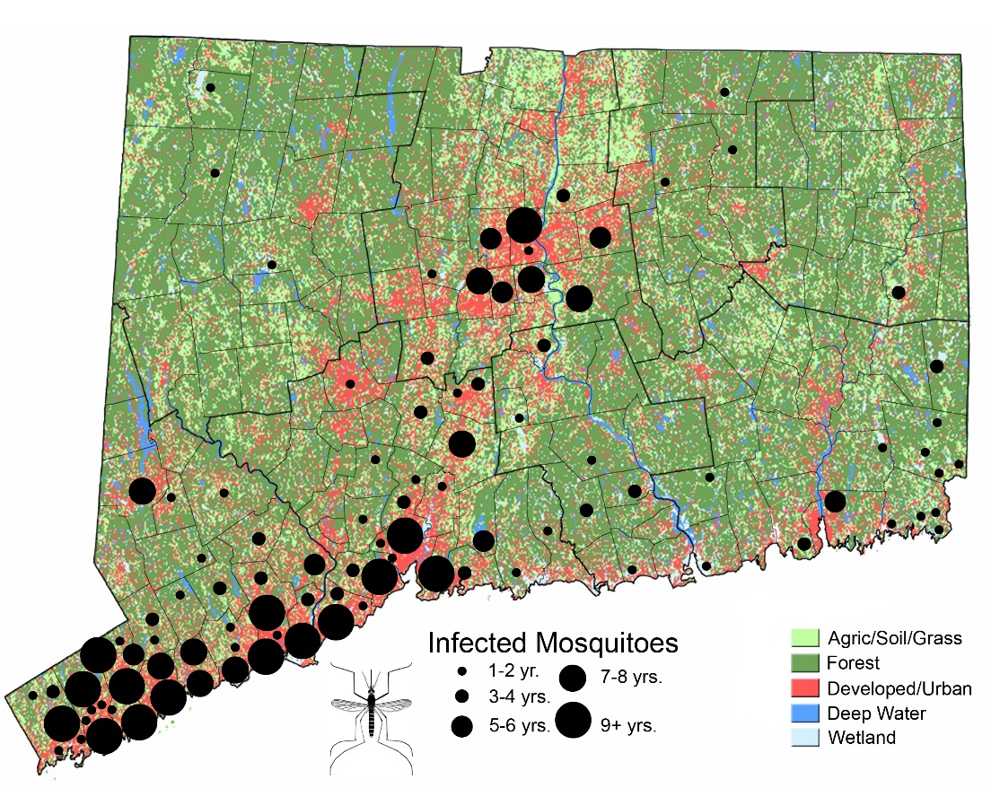 Infected Mosquitoes
1-2 yr.
3-4 yrs.
5-6 yrs.
7-8 yrs.
9+ yrs.
Agric/Soil/Grass
Forest
Developed/Urban
Deep Water
Wetland